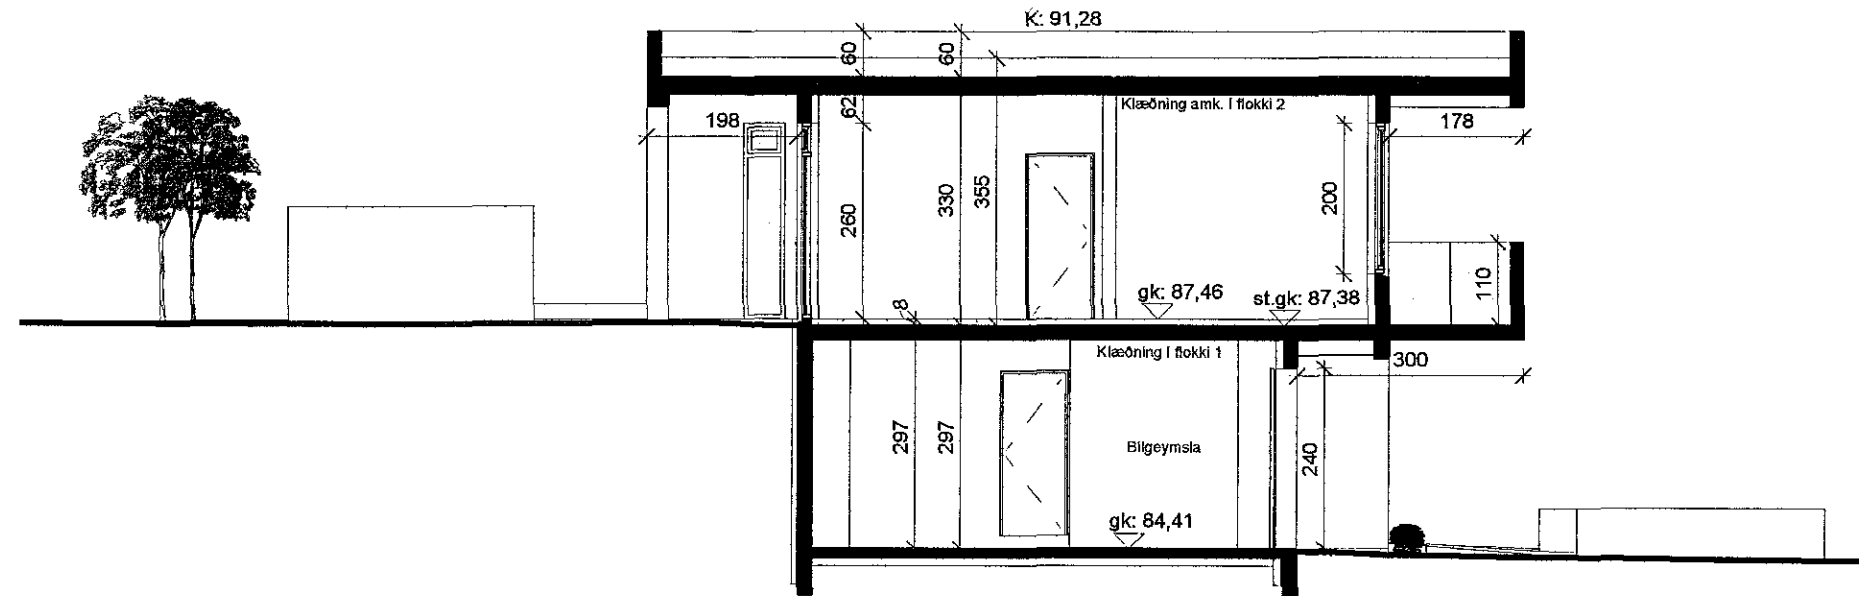 K: 91,28
60
60
62
Klæðning amk. í flokki 2
198
178
260
330
355
200
110
8
gk: 87,46
st.gk: 87,38
Klæðning í flokki 1
300
297
297
Bílgeymsla
240
gk: 84,41